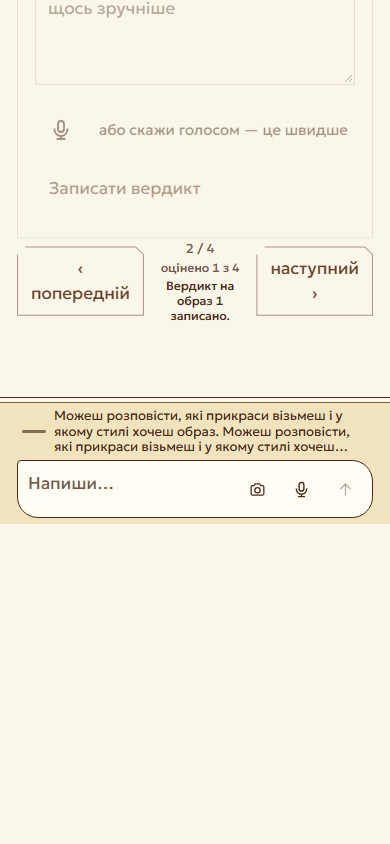 щось зручніше
або скажи голосом — це швидше
Записати вердикт
‹
попередній
2 / 4
оцінено 1 з 4
Вердикт на
образ 1
записано.
наступний
›
Можеш розповісти, які прикраси візьмеш і у
якому стилі хочеш образ. Можеш розповісти,
які прикраси візьмеш і у якому стилі хочеш…
Напиши…